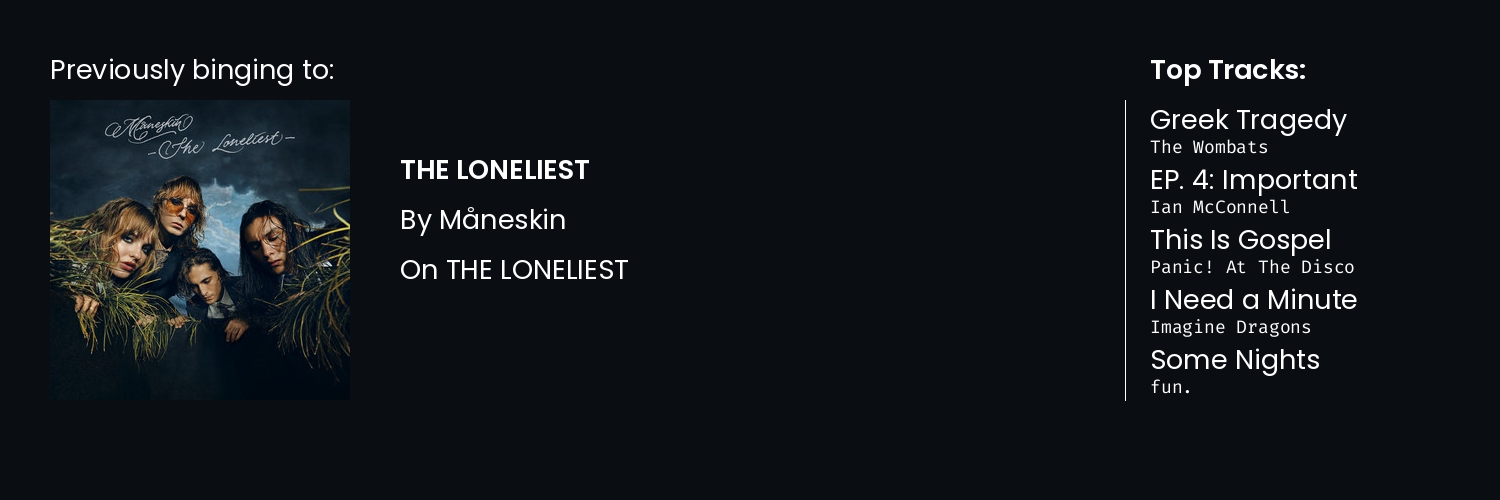 Previously binging to:
Måneskin
–The Loneliest–
THE LONELIEST
By Måneskin
On THE LONELIEST
Top Tracks:
Greek Tragedy
The Wombats
EP. 4: Important
Ian McConnell
This Is Gospel
Panic! At The Disco
I Need a Minute
Imagine Dragons
Some Nights
fun.